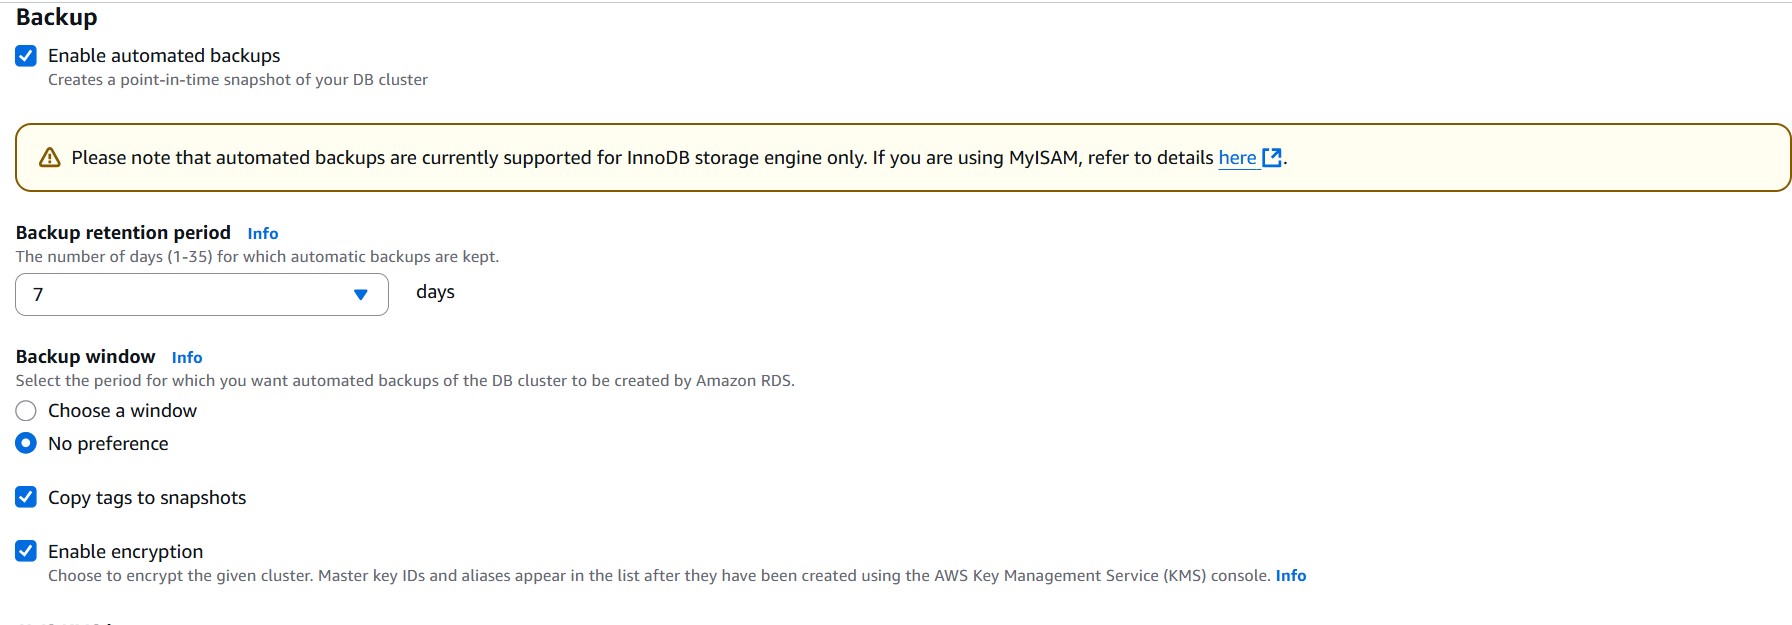 Backup
Enable automated backups
Creates a point-in-time snapshot of your DB cluster
Please note that automated backups are currently supported for InnoDB storage engine only. If you are using MyISAM, refer to details here.
Backup retention period Info
The number of days (1-35) for which automatic backups are kept.
7 days
Backup window Info
Select the period for which you want automated backups of the DB cluster to be created by Amazon RDS.
Choose a window
No preference
Copy tags to snapshots
Enable encryption
Choose to encrypt the given cluster. Master key IDs and aliases appear in the list after they have been created using the AWS Key Management Service (KMS) console. Info